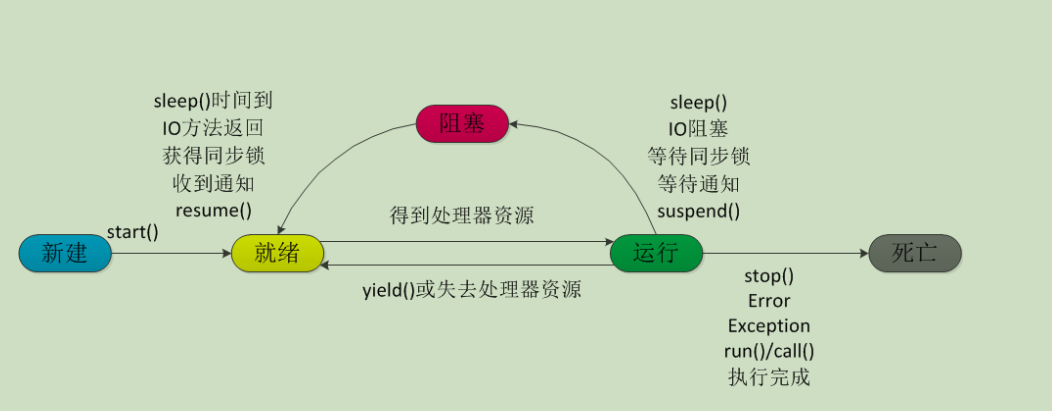 sleep()时间到
IO方法返回
获得同步锁
收到通知
resume()
阻塞
sleep()
IO阻塞
等待同步锁
等待通知
suspend()
start()
得到处理器资源
新建
就绪
运行
死亡
yield()或失去处理器资源
stop()
Error
Exception
run()/call()
执行完成